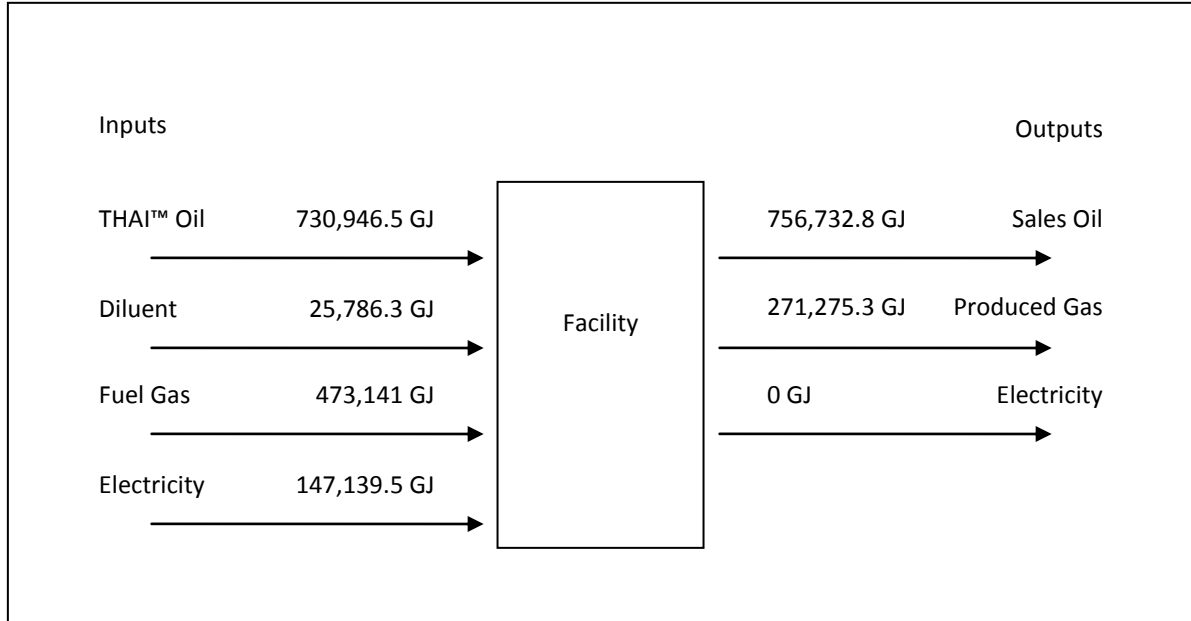 Inputs
Outputs
THAI™ Oil 730,946.5 GJ 756,732.8 GJ Sales Oil
Diluent 25,786.3 GJ Facility 271,275.3 GJ Produced Gas
Fuel Gas 473,141 GJ 0 GJ Electricity
Electricity 147,139.5 GJ